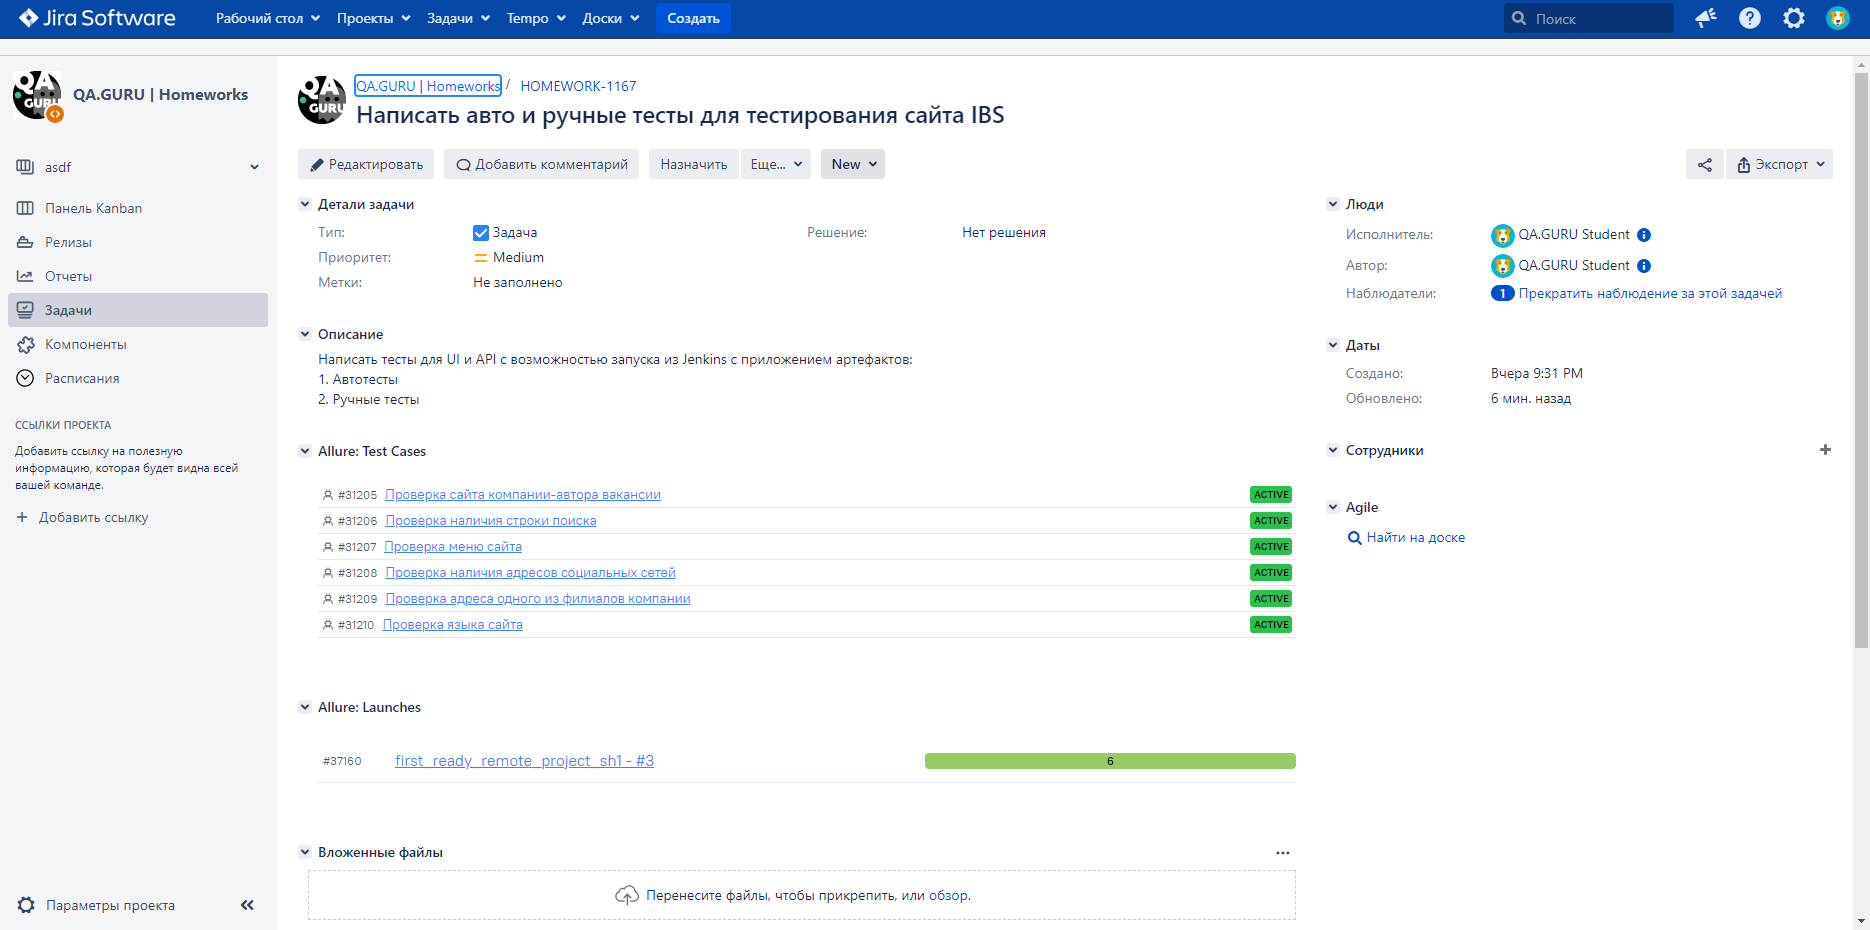 Jira Software
Рабочий стол
Проекты
Задачи
Tempo
Доски
Создать
Поиск
QA GURU
QA.GURU | Homeworks
asdf
Панель Kanban
Релизы
Отчеты
Задачи
Компоненты
Расписания
ССЫЛКИ ПРОЕКТА
Добавить ссылку на полезную
информацию, которая будет видна всей
вашей команде.
+ Добавить ссылку
Параметры проекта
QA GURU
QA.GURU | Homeworks / HOMEWORK-1167
Написать авто и ручные тесты для тестирования сайта IBS
Редактировать
Добавить комментарий
Назначить
Еще...
New
Экспорт
Детали задачи
Тип: Задача
Решение: Нет решения
Приоритет: Medium
Метки: Не заполнено
Описание
Написать тесты для UI и API с возможностью запуска из Jenkins с приложением артефактов:
1. Автотесты
2. Ручные тесты
Allure: Test Cases
#31205 Проверка сайта компании-автора вакансии ACTIVE
#31206 Проверка наличия строки поиска ACTIVE
#31207 Проверка меню сайта ACTIVE
#31208 Проверка наличия адресов социальных сетей ACTIVE
#31209 Проверка адреса одного из филиалов компании ACTIVE
#31210 Проверка языка сайта ACTIVE
Allure: Launches
#37160 first_ready_remote_project_sh1 - #3 6
Вложенные файлы
Перенесите файлы, чтобы прикрепить, или обзор.
Люди
Исполнитель: QA.GURU Student
Автор: QA.GURU Student
Наблюдатели: 1 Прекратить наблюдение за этой задачей
Даты
Создано: Вчера 9:31 PM
Обновлено: 6 мин. назад
Сотрудники
Agile
Найти на доске